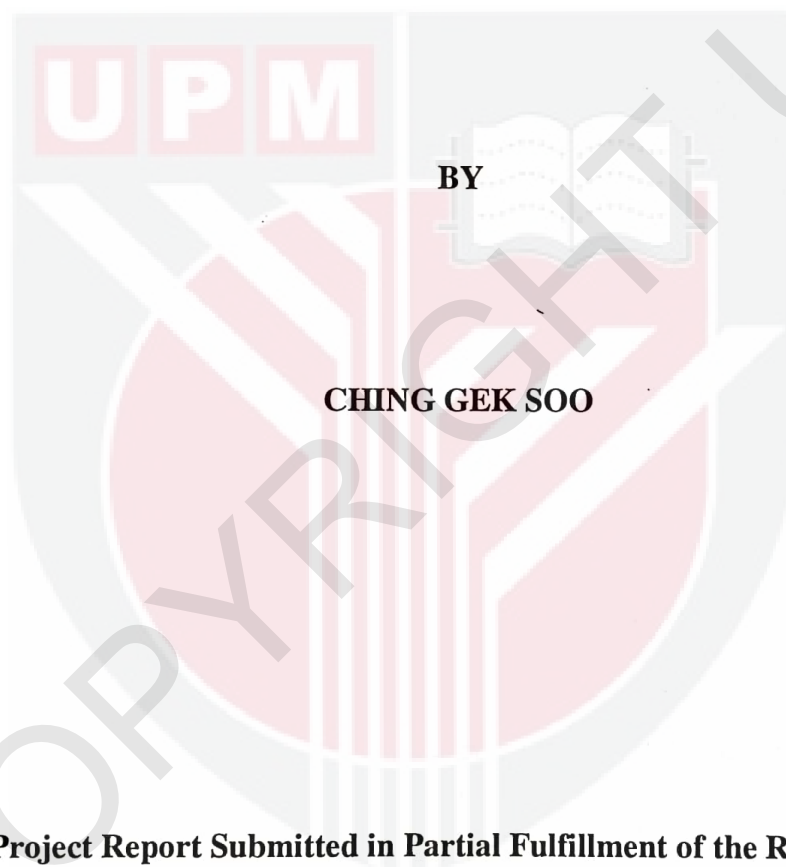 UPM
BY
CHING GEK SOO
Project Report Submitted in Partial Fulfillment of the